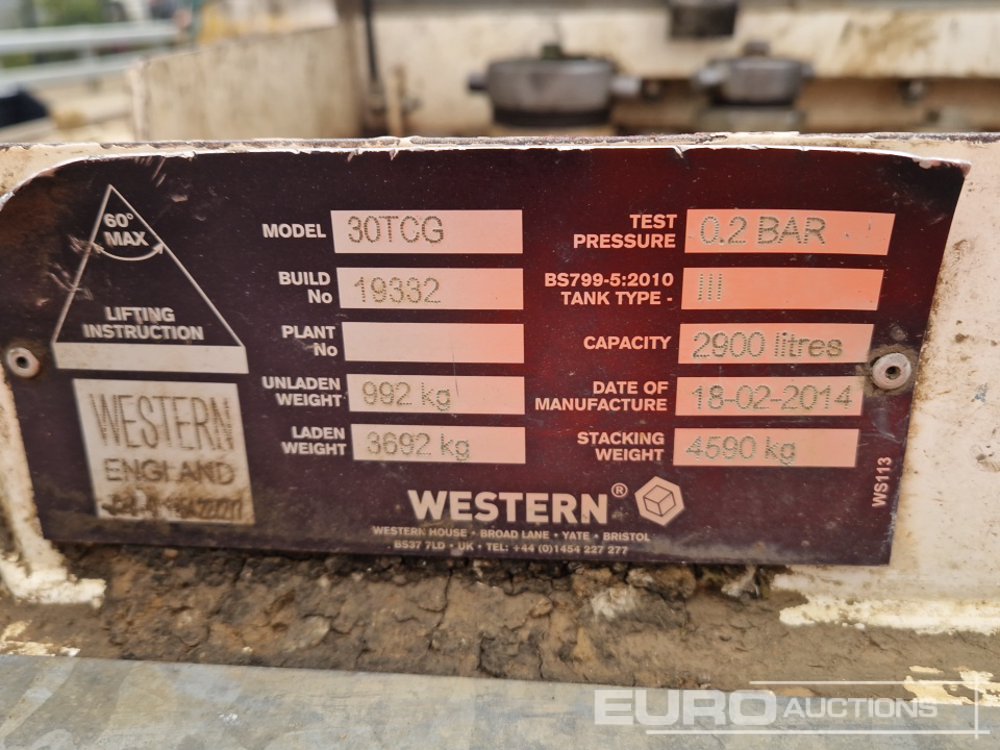 60°
MAX
LIFTING
INSTRUCTION
WESTERN
ENGLAND
MODEL 30TCG
BUILD
No 19332
PLANT
No
UNLADEN
WEIGHT 992 kg
LADEN
WEIGHT 3692 kg
TEST
PRESSURE 0.2 BAR
BS799-5:2010
TANK TYPE - III
CAPACITY 2900 litres
DATE OF
MANUFACTURE 18-02-2014
STACKING
WEIGHT 4590 kg
WS113
WESTERN®
WESTERN HOUSE • BROAD LANE • YATE • BRISTOL
BS37 7LD • UK • TEL: +44 (0)1454 227 277
EURO AUCTIONS